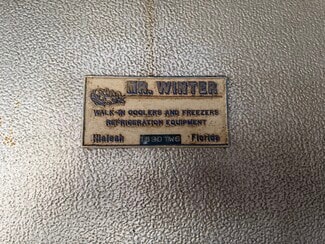 MR. WINTER
WALK-IN COOLERS AND FREEZERS
REFRIGERATION EQUIPMENT
Hialeah Florida